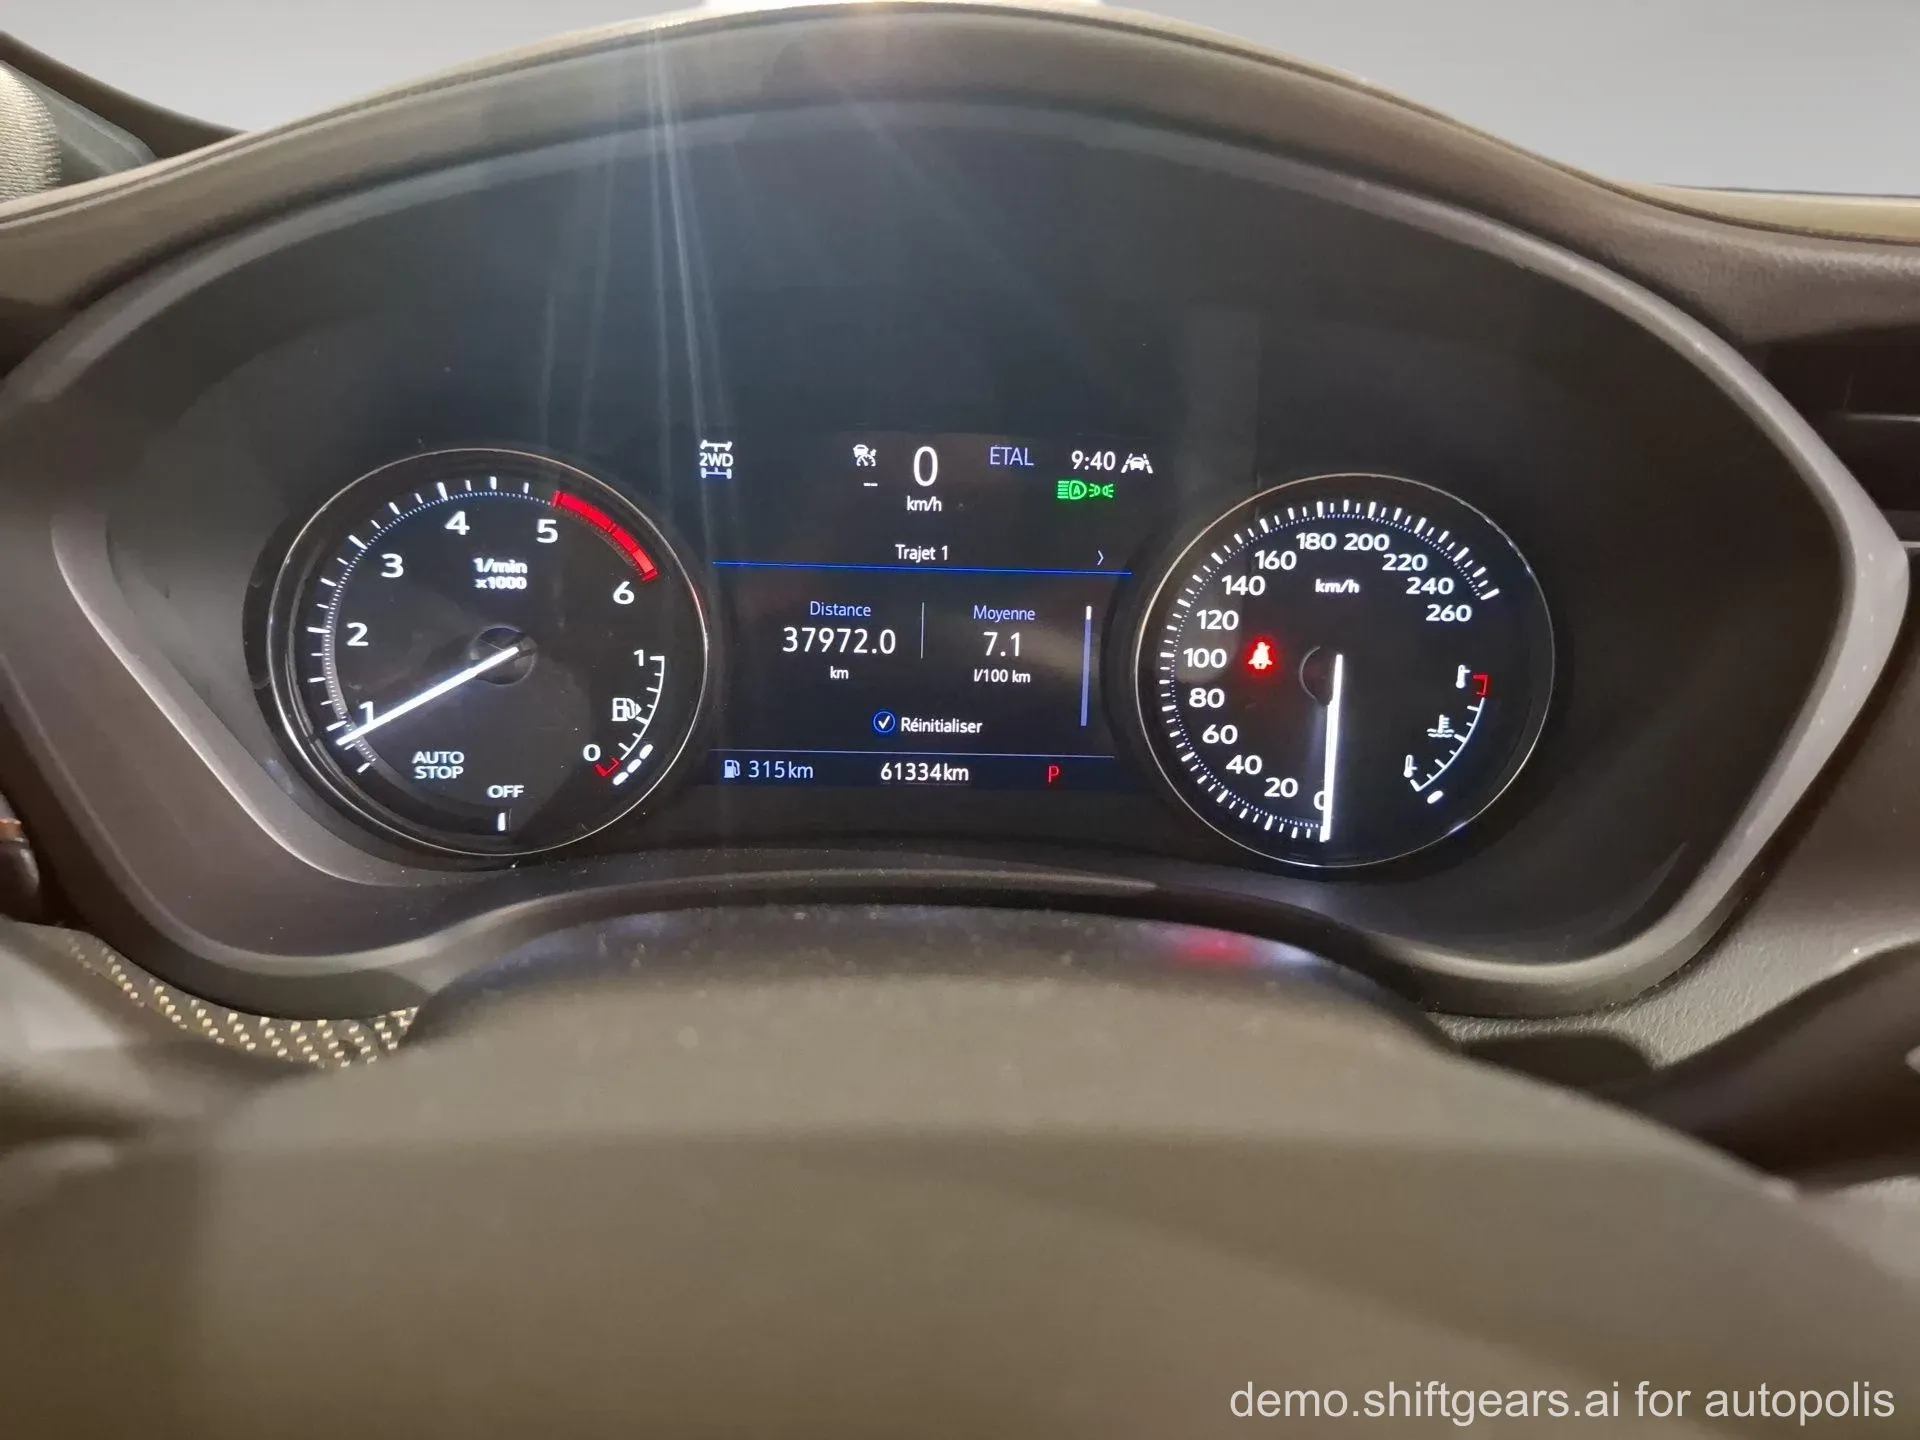 2WD
--
0
km/h
ETAL
9:40
A
Trajet 1
Distance
37972.0
km
Moyenne
7.1
l/100 km
Réinitialiser
315km
61334km
P
1
2
3
4
5
6
1/min
x1000
AUTO
STOP
OFF
1
0
0
20
40
60
80
100
120
140
160
180
200
220
240
260
km/h
demo.shiftgears.ai for autopolis